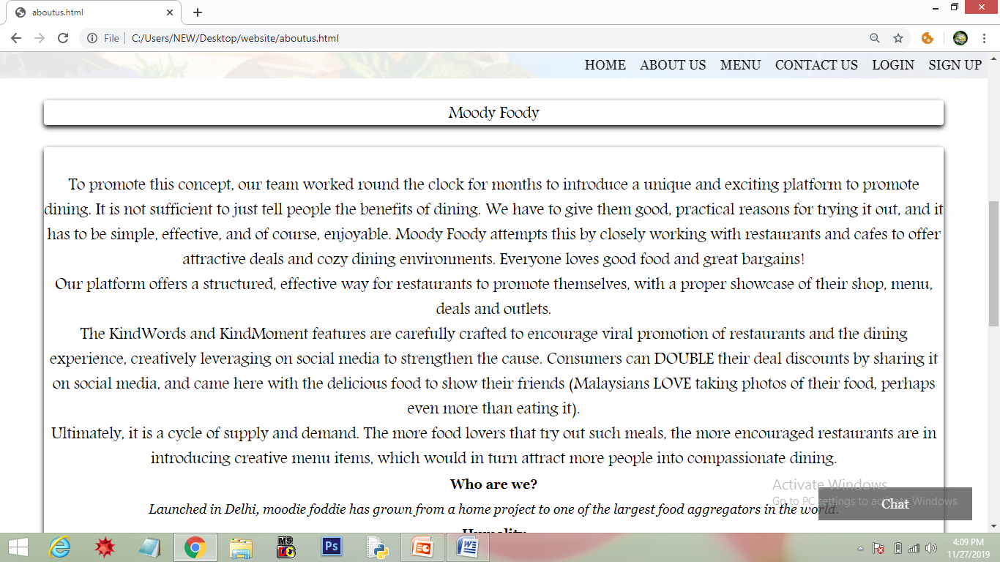 aboutus.html
File
C:/Users/NEW/Desktop/website/aboutus.html
HOME ABOUT US MENU CONTACT US LOGIN SIGN UP
Moody Foody
To promote this concept, our team worked round the clock for months to introduce a unique and exciting platform to promote
dining. It is not sufficient to just tell people the benefits of dining. We have to give them good, practical reasons for trying it out, and it
has to be simple, effective, and of course, enjoyable. Moody Foody attempts this by closely working with restaurants and cafes to offer
attractive deals and cozy dining environments. Everyone loves good food and great bargains!
Our platform offers a structured, effective way for restaurants to promote themselves, with a proper showcase of their shop, menu,
deals and outlets.
The KindWords and KindMoment features are carefully crafted to encourage viral promotion of restaurants and the dining
experience, creatively leveraging on social media to strengthen the cause. Consumers can DOUBLE their deal discounts by sharing it
on social media, and came here with the delicious food to show their friends (Malaysians LOVE taking photos of their food, perhaps
even more than eating it).
Ultimately, it is a cycle of supply and demand. The more food lovers that try out such meals, the more encouraged restaurants are in
introducing creative menu items, which would in turn attract more people into compassionate dining.
Who are we?
Launched in Delhi, moodie foddie has grown from a home project to one of the largest food aggregators in the world.
Activate Windows
Go to PC settings to activate Windows.
Chat
MS
Ps
4:09 PM
11/27/2019